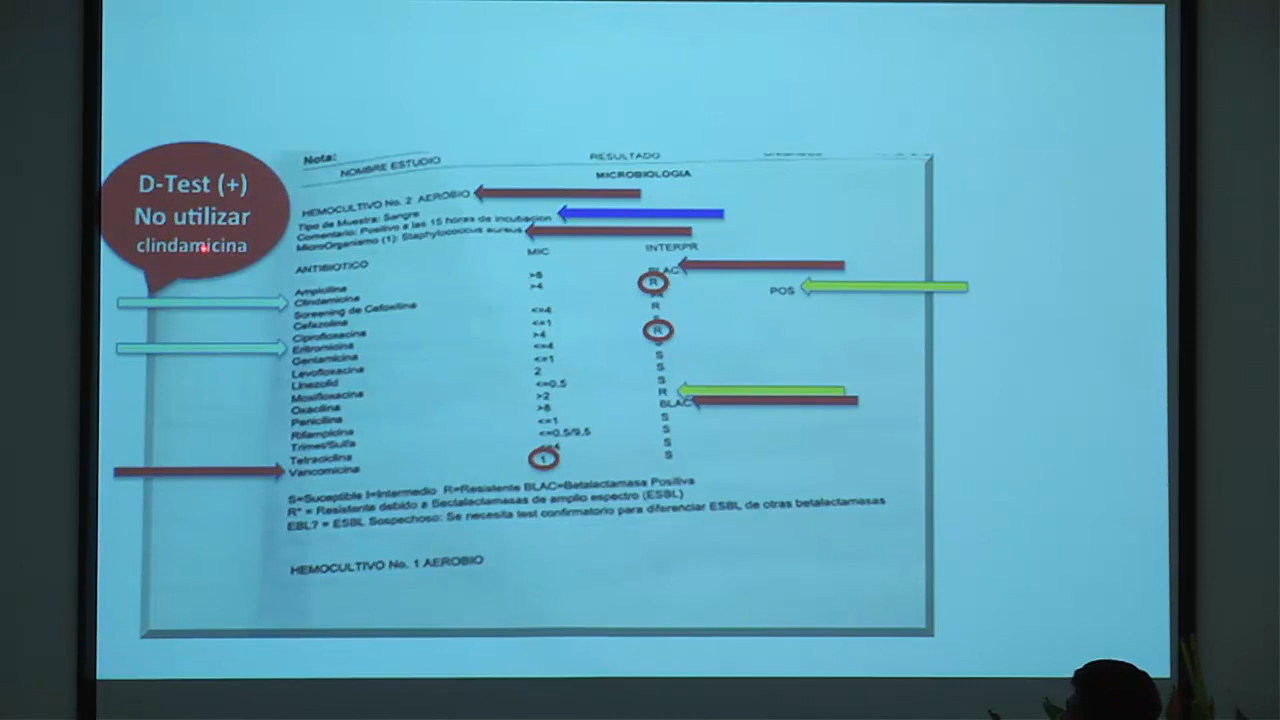 D-Test (+)
No utilizar
clindamicina
Nota:
NOMBRE ESTUDIO
RESULTADO
MICROBIOLOGIA
HEMOCULTIVO No. 2 AEROBIO
Tipo de Muestra: Sangre
Comentario: Positivo a las 15 horas de incubacion
MicroOrganismo (1): Staphylococcus aureus
ANTIBIOTICO MIC INTERPR
Ampicilina >8 BLAC
Clindamicina >4 R
Screening de Cefoxitina POS
Cefazolina <=4 R
Ciprofloxacina <=1 S
Eritromicina >4 R
Gentamicina <=4 S
Levofloxacina <=1 S
Linezolid 2 S
Moxifloxacina <=0.5 S
Oxacilina >2 R
Penicilina >8 BLAC
Rifampicina <=1 S
Trimet/Sulfa <=0.5/9.5 S
Tetraciclina <=4 S
Vancomicina 1 S
S=Suceptible I=Intermedio R=Resistente BLAC=Betalactamasa Positiva
R* = Resistente debido a Bectalactamasas de amplio espectro (ESBL)
EBL? = ESBL Sospechoso: Se necesita test confirmatorio para diferenciar ESBL de otras betalactamasas
HEMOCULTIVO No. 1 AEROBIO